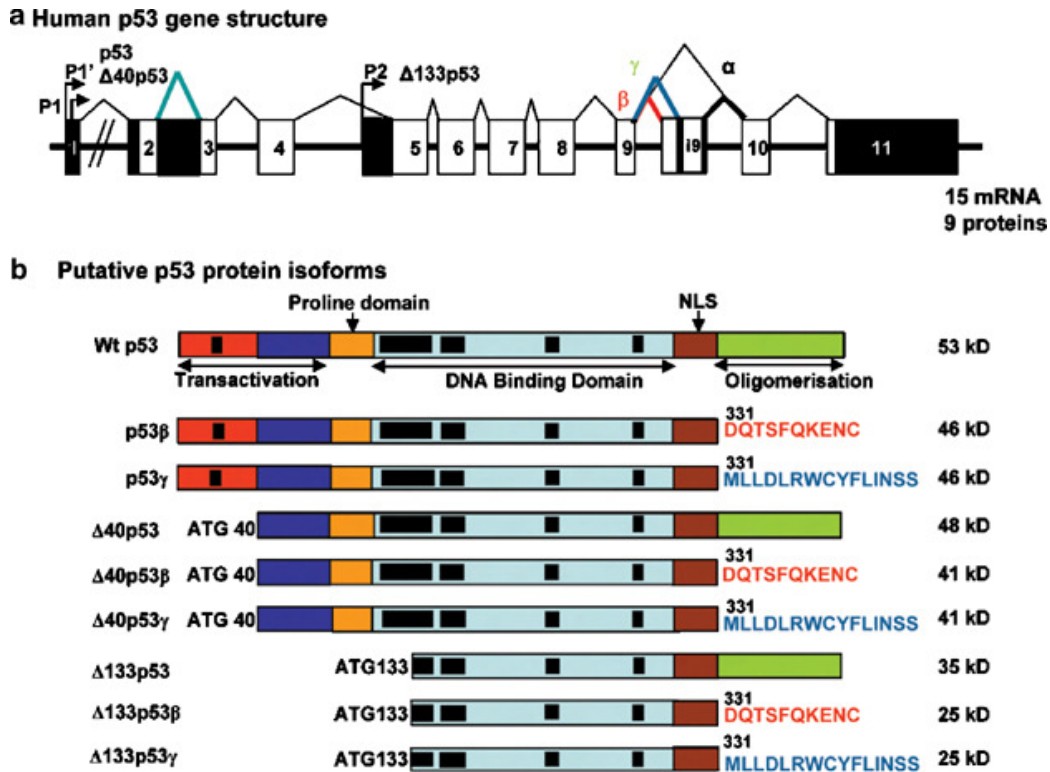 a Human p53 gene structure
p53
P1' Δ40p53
P1
P2 Δ133p53
γ
β
α
1 2 3 4 5 6 7 8 9 i9 10 11
15 mRNA
9 proteins
b Putative p53 protein isoforms
Proline domain
NLS
Wt p53 53 kD
Transactivation DNA Binding Domain Oligomerisation
331
p53β DQTSFQKENC 46 kD
331
p53γ MLLDLRWCYFLINSS 46 kD
Δ40p53 ATG 40 48 kD
331
Δ40p53β ATG 40 DQTSFQKENC 41 kD
331
Δ40p53γ ATG 40 MLLDLRWCYFLINSS 41 kD
Δ133p53 ATG133 35 kD
331
Δ133p53β ATG133 DQTSFQKENC 25 kD
331
Δ133p53γ ATG133 MLLDLRWCYFLINSS 25 kD